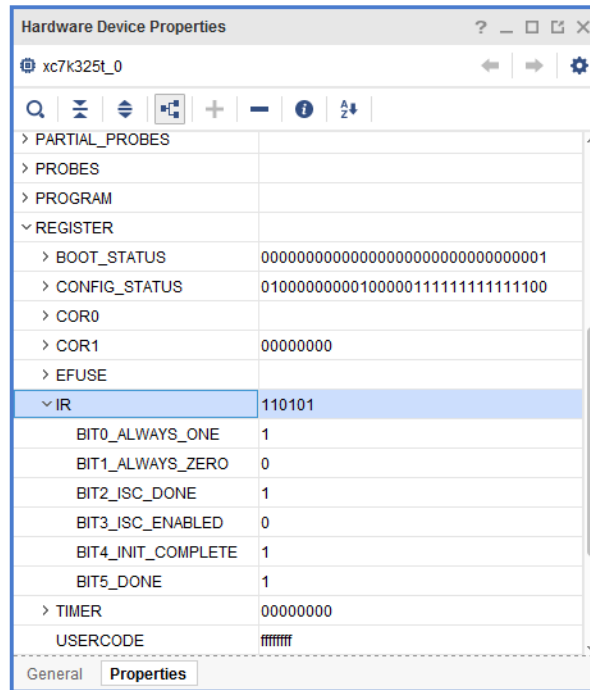 Hardware Device Properties
xc7k325t_0
PARTIAL_PROBES
PROBES
PROGRAM
REGISTER
BOOT_STATUS 00000000000000000000000000000001
CONFIG_STATUS 01000000000100000111111111111100
COR0
COR1 00000000
EFUSE
IR 110101
BIT0_ALWAYS_ONE 1
BIT1_ALWAYS_ZERO 0
BIT2_ISC_DONE 1
BIT3_ISC_ENABLED 0
BIT4_INIT_COMPLETE 1
BIT5_DONE 1
TIMER 00000000
USERCODE ffffffff
General Properties